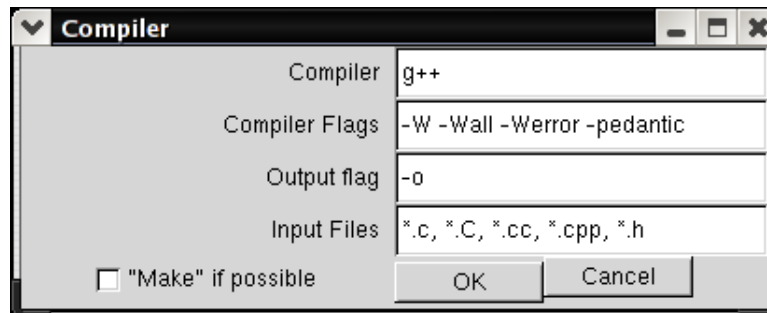 Compiler
Compiler g++
Compiler Flags -W -Wall -Werror -pedantic
Output flag -o
Input Files *.c, *.C, *.cc, *.cpp, *.h
"Make" if possible OK Cancel